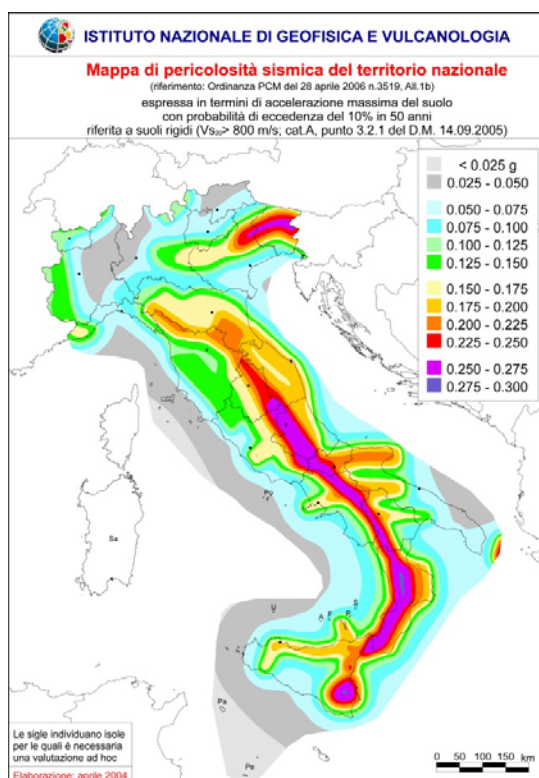 ISTITUTO NAZIONALE DI GEOFISICA E VULCANOLOGIA
Mappa di pericolosità sismica del territorio nazionale
(riferimento: Ordinanza PCM del 28 aprile 2006 n.3519, All.1b)
espressa in termini di accelerazione massima del suolo
con probabilità di eccedenza del 10% in 50 anni
riferita a suoli rigidi (Vs30> 800 m/s; cat.A, punto 3.2.1 del D.M. 14.09.2005)
< 0.025 g
0.025 - 0.050
0.050 - 0.075
0.075 - 0.100
0.100 - 0.125
0.125 - 0.150
0.150 - 0.175
0.175 - 0.200
0.200 - 0.225
0.225 - 0.250
0.250 - 0.275
0.275 - 0.300
Sa
U
Pa
Pe
Le sigle individuano isole
per le quali è necessaria
una valutazione ad hoc
Elaborazione: aprile 2004
0 50 100 150
km